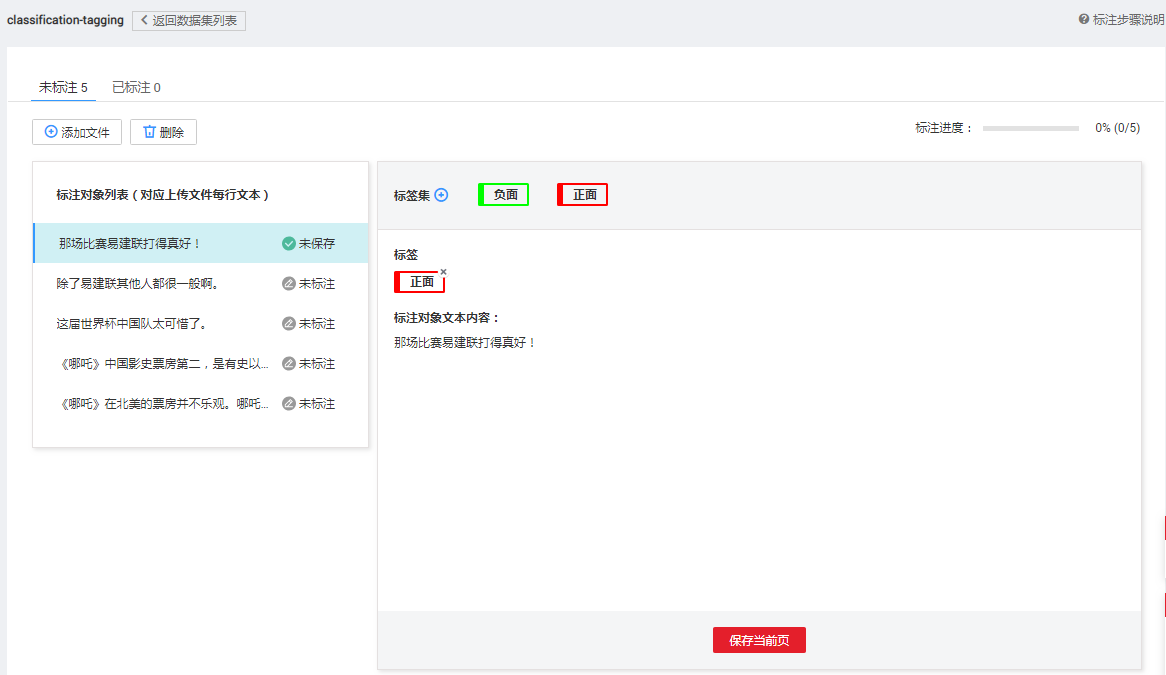 classification-tagging 返回数据集列表 标注步骤说明
未标注 5 已标注 0
添加文件 删除 标注进度： 0% (0/5)
标注对象列表（对应上传文件每行文本）
那场比赛易建联打得真好！ 未保存
除了易建联其他人都很一般啊。 未标注
这届世界杯中国队太可惜了。 未标注
《哪吒》中国影史票房第二，是有史以... 未标注
《哪吒》在北美的票房并不乐观。哪吒... 未标注
标签集 负面 正面
标签
正面
标注对象文本内容：
那场比赛易建联打得真好！
保存当前页